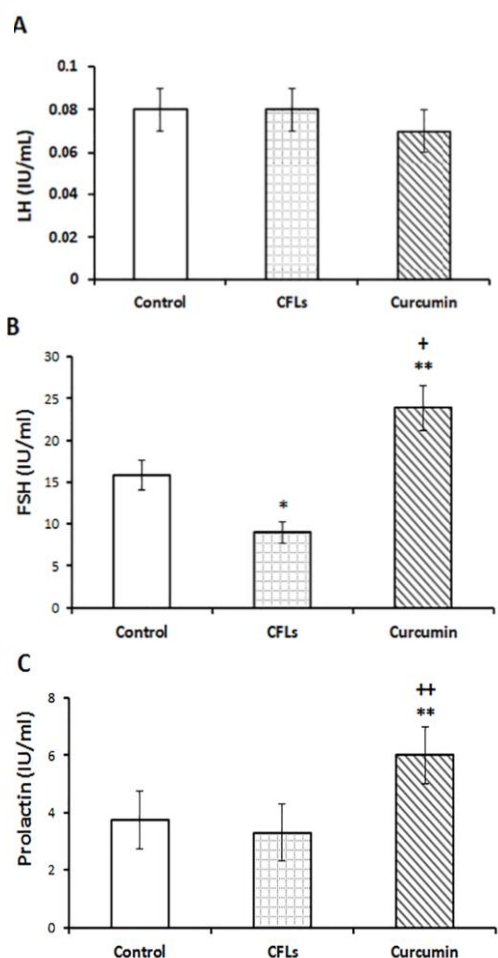 A
LH (IU/mL)
0.1
0.08
0.06
0.04
0.02
0
Control CFLs Curcumin
B
FSH (IU/ml)
30
25
20
15
10
5
0
*
+
**
Control CFLs Curcumin
C
Prolactin (IU/ml)
8
6
4
2
0
++
**
Control CFLs Curcumin